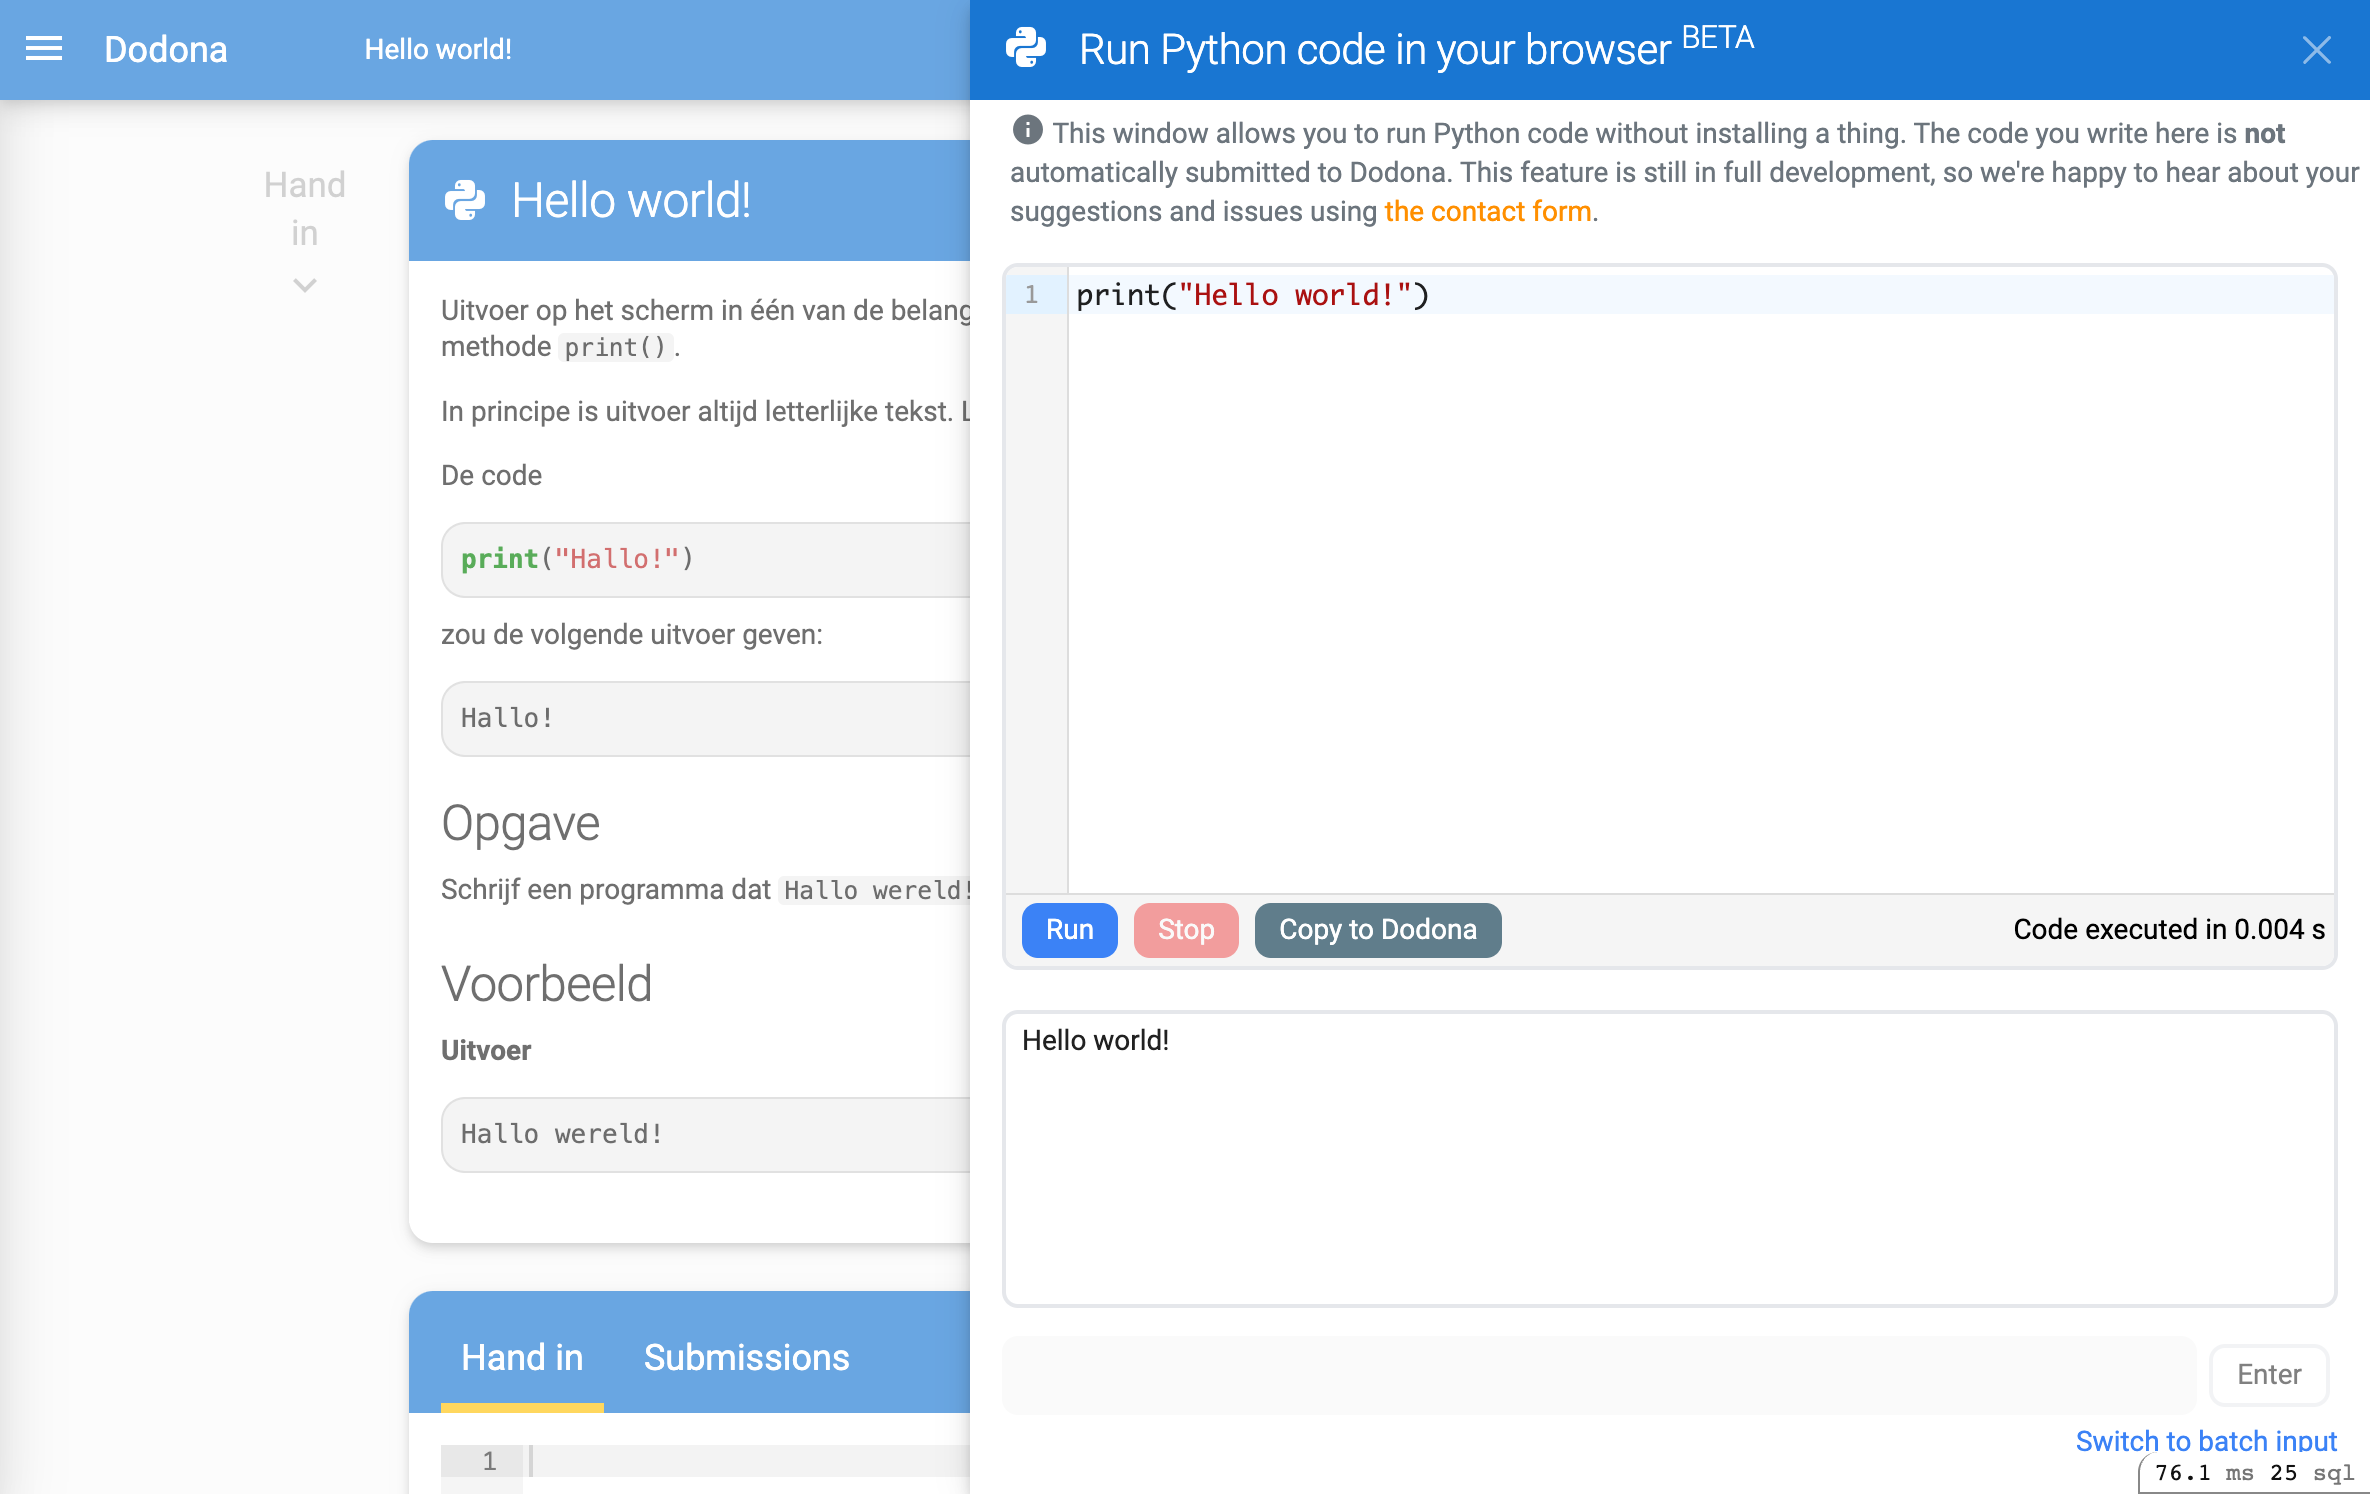 Dodona
Hello world!
Hand
in
Hello world!
Uitvoer op het scherm in één van de belang
methode print().
In principe is uitvoer altijd letterlijke tekst. L
De code
print("Hallo!")
zou de volgende uitvoer geven:
Hallo!
Opgave
Schrijf een programma dat Hallo wereld!
Voorbeeld
Uitvoer
Hallo wereld!
Hand in
Submissions
1
Run Python code in your browser BETA
This window allows you to run Python code without installing a thing. The code you write here is not
automatically submitted to Dodona. This feature is still in full development, so we're happy to hear about your
suggestions and issues using the contact form.
1 print("Hello world!")
Run
Stop
Copy to Dodona
Code executed in 0.004 s
Hello world!
Enter
Switch to batch input
76.1 ms 25 sql